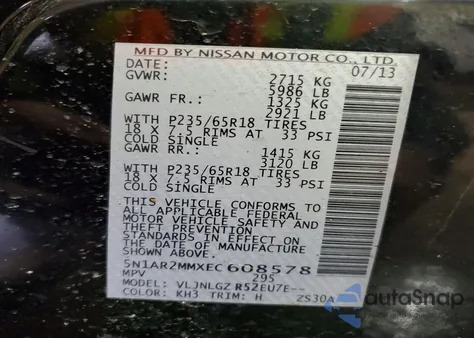 MFD BY NISSAN MOTOR CO., LTD.
DATE: 07/13
GVWR: 2715 KG
5986 LB
GAWR FR.: 1325 KG
2921 LB
WITH P235/65R18 TIRES
18 X 7.5 RIMS AT 33 PSI
COLD SINGLE
GAWR RR.: 1415 KG
3120 LB
WITH P235/65R18 TIRES
18 X 7.5 RIMS AT 33 PSI
COLD SINGLE
THIS VEHICLE CONFORMS TO
ALL APPLICABLE FEDERAL
MOTOR VEHICLE SAFETY AND
THEFT PREVENTION
STANDARDS IN EFFECT ON
THE DATE OF MANUFACTURE
SHOWN ABOVE.
5N1AR2MMXEC608578
MPV 295
MODEL: VLJNLGZ R52EU7E--
COLOR: KH3 TRIM: H ZS30A
autoSnap